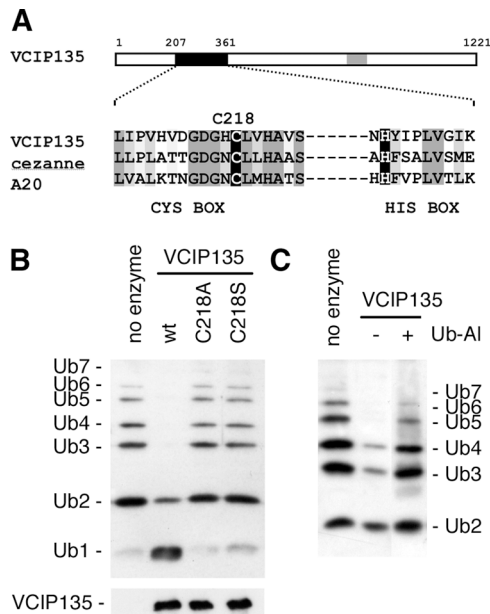 A
1 207 361 1221
VCIP135
C218
VCIP135 LIPVHVDGDGHCLVHAVS------NHYIPLVGIK
cezanne LLPLATTGDGNCLLHAAS------AHFSALVSME
A20 LVALKTNGDGNCLMHATS------HHFVPLVTLK
CYS BOX HIS BOX
B
VCIP135
no enzyme
wt
C218A
C218S
Ub7 -
Ub6 -
Ub5 -
Ub4 -
Ub3 -
Ub2 -
Ub1 -
VCIP135 -
C
no enzyme
VCIP135
- + Ub-Al
- Ub7
- Ub6
- Ub5
- Ub4
- Ub3
- Ub2